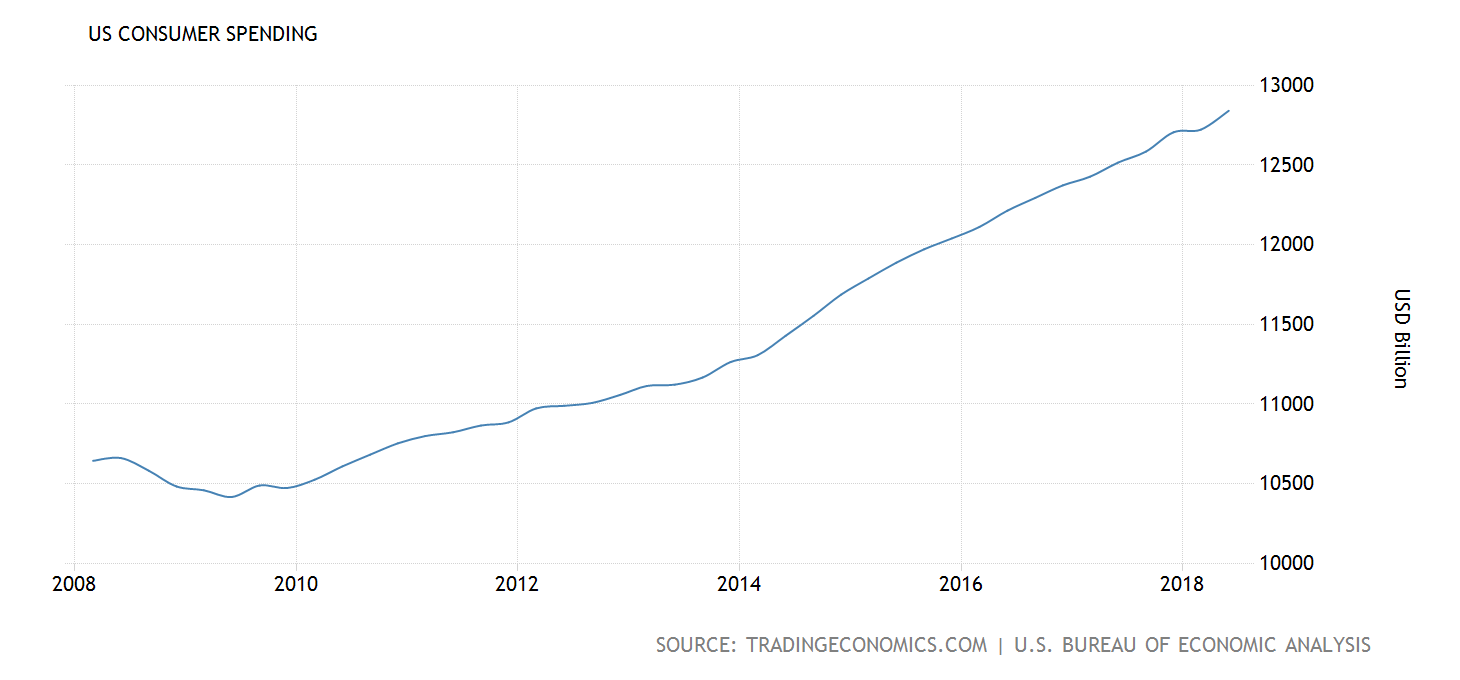 US CONSUMER SPENDING
13000
12500
12000
11500
11000
10500
10000
USD Billion
2008 2010 2012 2014 2016 2018
SOURCE: TRADINGECONOMICS.COM | U.S. BUREAU OF ECONOMIC ANALYSIS